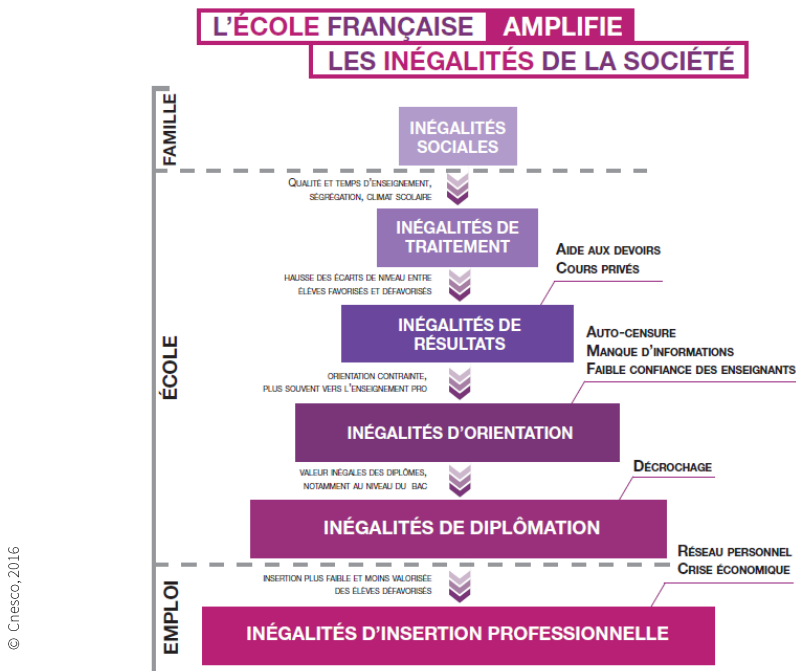 L'ÉCOLE FRANÇAISE AMPLIFIE
LES INÉGALITÉS DE LA SOCIÉTÉ
FAMILLE
INÉGALITÉS
SOCIALES
QUALITÉ ET TEMPS D'ENSEIGNEMENT,
SÉGRÉGATION, CLIMAT SCOLAIRE
ÉCOLE
INÉGALITÉS DE
TRAITEMENT
HAUSSE DES ÉCARTS DE NIVEAU ENTRE
ÉLÈVES FAVORISÉS ET DÉFAVORISÉS
AIDE AUX DEVOIRS
COURS PRIVÉS
INÉGALITÉS DE
RÉSULTATS
ORIENTATION CONTRAINTE,
PLUS SOUVENT VERS L'ENSEIGNEMENT PRO
AUTO-CENSURE
MANQUE D'INFORMATIONS
FAIBLE CONFIANCE DES ENSEIGNANTS
INÉGALITÉS D'ORIENTATION
VALEUR INÉGALES DES DIPLÔMES,
NOTAMMENT AU NIVEAU DU BAC
DÉCROCHAGE
INÉGALITÉS DE DIPLÔMATION
EMPLOI
INSERTION PLUS FAIBLE ET MOINS VALORISÉE
DES ÉLÈVES DÉFAVORISÉS
RÉSEAU PERSONNEL
CRISE ÉCONOMIQUE
INÉGALITÉS D'INSERTION PROFESSIONNELLE
© Cnesco, 2016